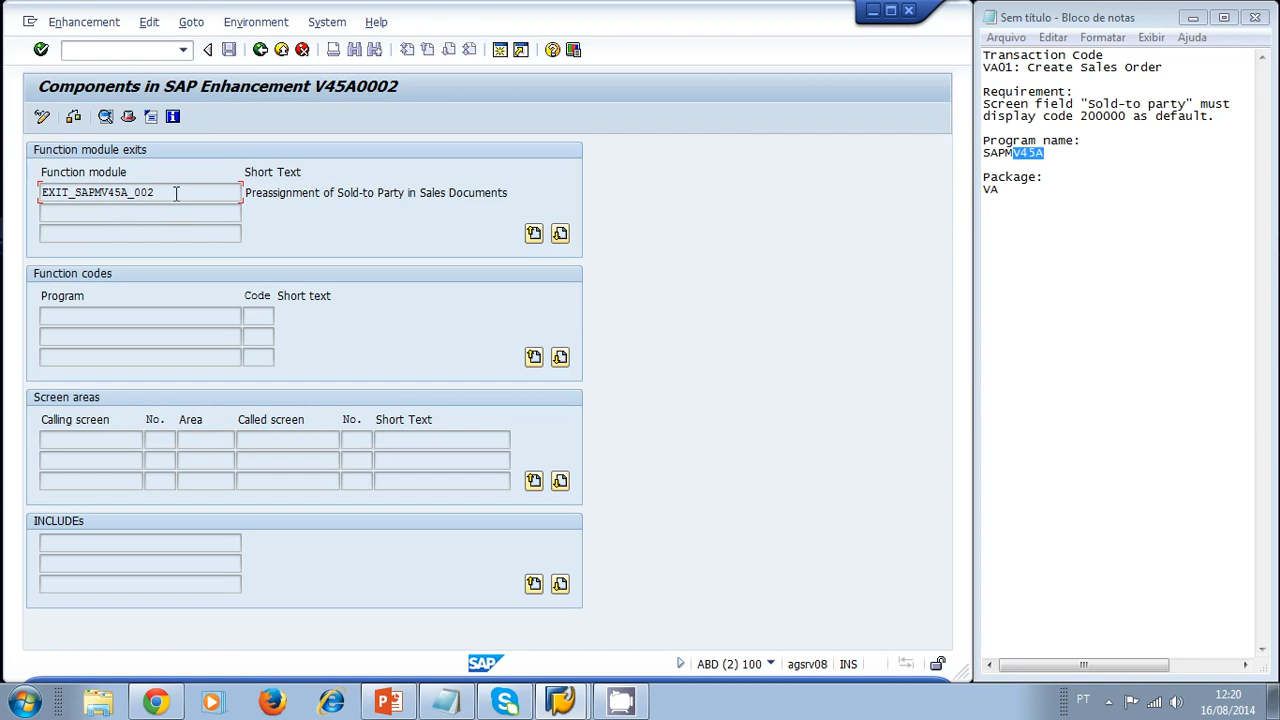 Enhancement Edit Goto Environment System Help
Components in SAP Enhancement V45A0002
Function module exits
Function module Short Text
EXIT_SAPMV45A_002 Preassignment of Sold-to Party in Sales Documents
Function codes
Program Code Short text
Screen areas
Calling screen No. Area Called screen No. Short Text
INCLUDEs
SAP ABD (2) 100 agsrv08 INS
Sem título - Bloco de notas
Arquivo Editar Formatar Exibir Ajuda
Transaction Code
VA01: Create Sales Order
Requirement:
Screen field "Sold-to party" must
display code 200000 as default.
Program name:
SAPMV45A
Package:
VA
PT 12:20
16/08/2014